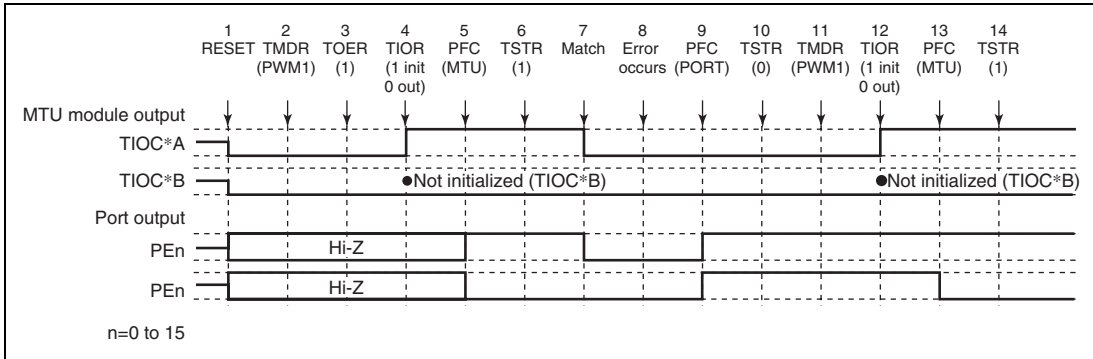 1 2 3 4 5 6 7 8 9 10 11 12 13 14
RESET TMDR TOER TIOR PFC TSTR Match Error PFC TSTR TMDR TIOR PFC TSTR
(PWM1) (1) (1 init (MTU) (1) occurs (PORT) (0) (PWM1) (1 init (MTU) (1)
0 out) 0 out)
MTU module output
TIOC*A
TIOC*B
Not initialized (TIOC*B) Not initialized (TIOC*B)
Port output
PEn Hi-Z
PEn Hi-Z
n=0 to 15